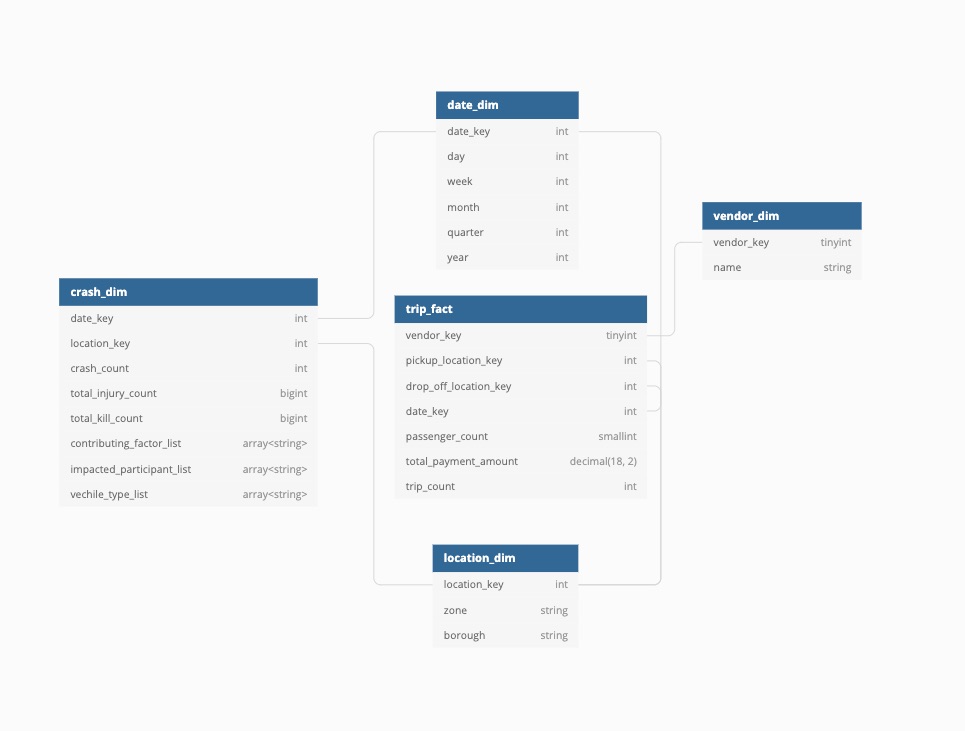 date_dim
date_key int
day int
week int
month int
quarter int
year int
vendor_dim
vendor_key tinyint
name string
crash_dim
date_key int
location_key int
crash_count int
total_injury_count bigint
total_kill_count bigint
contributing_factor_list array<string>
impacted_participant_list array<string>
vechile_type_list array<string>
trip_fact
vendor_key tinyint
pickup_location_key int
drop_off_location_key int
date_key int
passenger_count smallint
total_payment_amount decimal(18, 2)
trip_count int
location_dim
location_key int
zone string
borough string